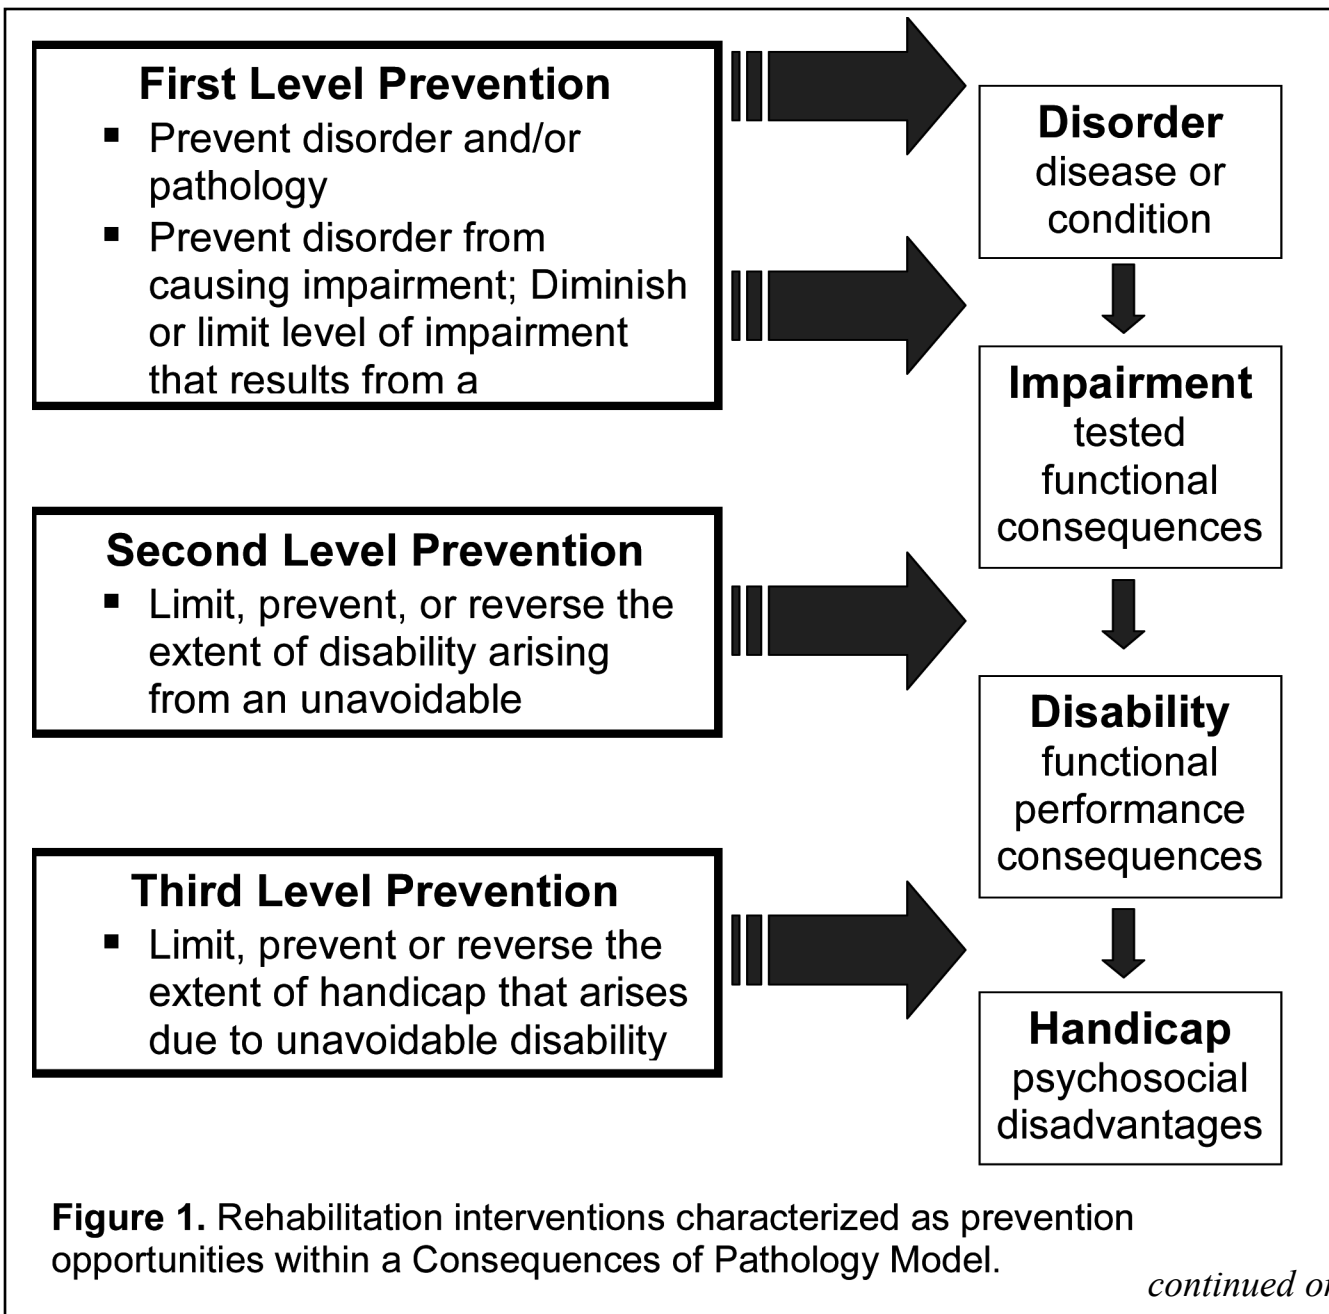 First Level Prevention
▪ Prevent disorder and/or
pathology
▪ Prevent disorder from
causing impairment; Diminish
or limit level of impairment
that results from a
Second Level Prevention
▪ Limit, prevent, or reverse the
extent of disability arising
from an unavoidable
Third Level Prevention
▪ Limit, prevent or reverse the
extent of handicap that arises
due to unavoidable disability
Disorder
disease or
condition
Impairment
tested
functional
consequences
Disability
functional
performance
consequences
Handicap
psychosocial
disadvantages
Figure 1. Rehabilitation interventions characterized as prevention
opportunities within a Consequences of Pathology Model.
continued on